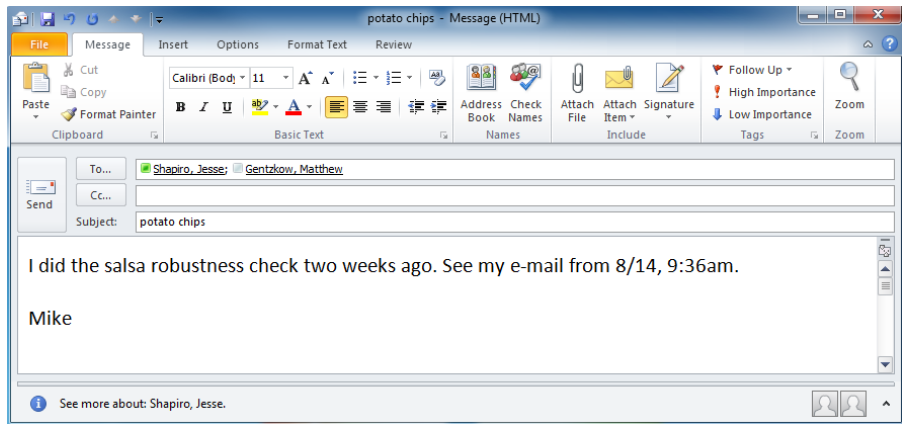 potato chips - Message (HTML)
File Message Insert Options Format Text Review
Paste
Cut
Copy
Format Painter
Clipboard
Calibri (Body 11 A A
B I U ab A
Basic Text
Address Book
Check Names
Names
Attach File
Attach Item
Signature
Include
Follow Up
High Importance
Low Importance
Tags
Zoom
Zoom
Send
To... Shapiro, Jesse; Gentzkow, Matthew
Cc...
Subject: potato chips
I did the salsa robustness check two weeks ago. See my e-mail from 8/14, 9:36am.
Mike
See more about: Shapiro, Jesse.